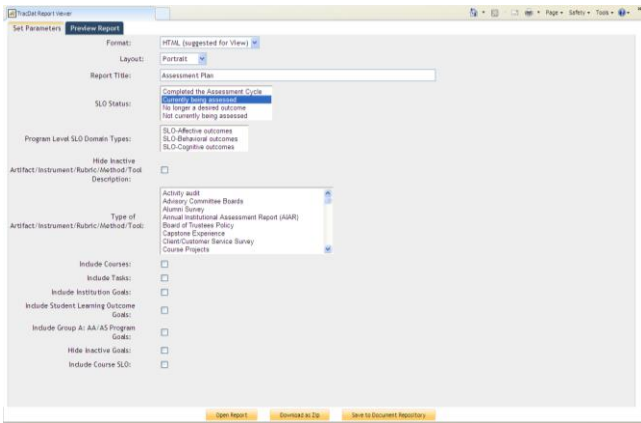 TracDat Report Viewer
Page Safety Tools
Set Parameters Preview Report
Format: HTML (suggested for View)
Layout: Portrait
Report Title: Assessment Plan
SLO Status:
Completed the Assessment Cycle
Currently being assessed
No longer a desired outcome
Not currently being assessed
Program Level SLO Domain Types:
SLO-Affective outcomes
SLO-Behavioral outcomes
SLO-Cognitive outcomes
Hide Inactive
Artifact/Instrument/Rubric/Method/Tool
Description:
Type of
Artifact/Instrument/Rubric/Method/Tool:
Activity audit
Advisory Committee Boards
Alumni Survey
Annual Institutional Assessment Report (AIAR)
Board of Trustees Policy
Capstone Experience
Client/Customer Service Survey
Course Projects
Include Courses:
Include Tasks:
Include Institution Goals:
Include Student Learning Outcome
Goals:
Include Group A: AA/AS Program
Goals:
Hide Inactive Goals:
Include Course SLO:
Open Report Download as Zip Save to Document Repository